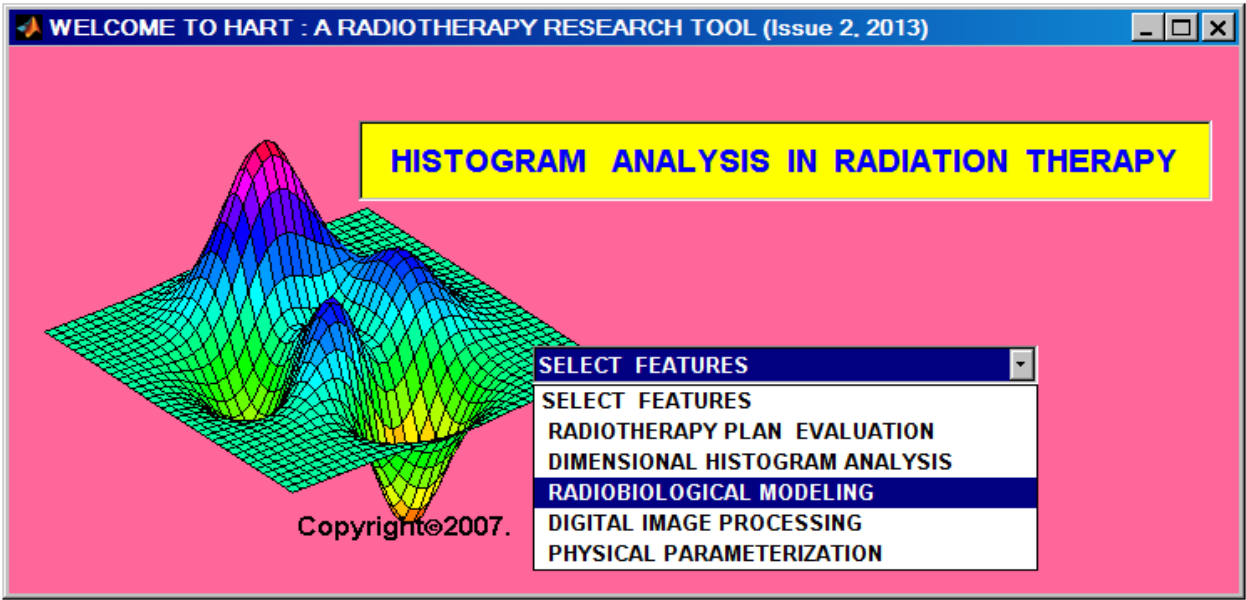 WELCOME TO HART : A RADIOTHERAPY RESEARCH TOOL (Issue 2, 2013)
HISTOGRAM ANALYSIS IN RADIATION THERAPY
SELECT FEATURES
SELECT FEATURES
RADIOTHERAPY PLAN EVALUATION
DIMENSIONAL HISTOGRAM ANALYSIS
RADIOBIOLOGICAL MODELING
DIGITAL IMAGE PROCESSING
PHYSICAL PARAMETERIZATION
Copyright©2007.